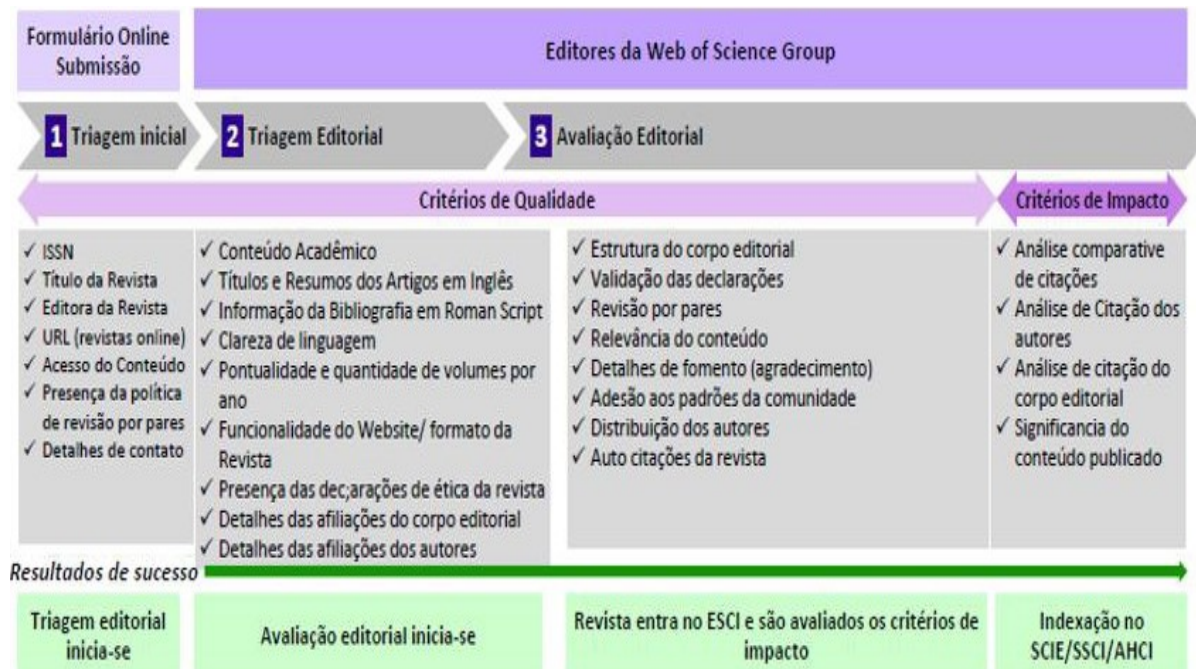 Formulário Online
Submissão
Editores da Web of Science Group
1 Triagem inicial
2 Triagem Editorial
3 Avaliação Editorial
Critérios de Qualidade
Critérios de Impacto
✓ ISSN
✓ Título da Revista
✓ Editora da Revista
✓ URL (revistas online)
✓ Acesso do Conteúdo
✓ Presença da política
de revisão por pares
✓ Detalhes de contato
✓ Conteúdo Acadêmico
✓ Títulos e Resumos dos Artigos em Inglês
✓ Informação da Bibliografia em Roman Script
✓ Clareza de linguagem
✓ Pontualidade e quantidade de volumes por
ano
✓ Funcionalidade do Website/ formato da
Revista
✓ Presença das dec;arações de ética da revista
✓ Detalhes das afiliações do corpo editorial
✓ Detalhes das afiliações dos autores
✓ Estrutura do corpo editorial
✓ Validação das declarações
✓ Revisão por pares
✓ Relevância do conteúdo
✓ Detalhes de fomento (agradecimento)
✓ Adesão aos padrões da comunidade
✓ Distribuição dos autores
✓ Auto citações da revista
✓ Análise comparative
de citações
✓ Análise de Citação dos
autores
✓ Análise de citação do
corpo editorial
✓ Significancia do
conteúdo publicado
Resultados de sucesso
Triagem editorial
inicia-se
Avaliação editorial inicia-se
Revista entra no ESCI e são avaliados os critérios de
impacto
Indexação no
SCIE/SSCI/AHCI